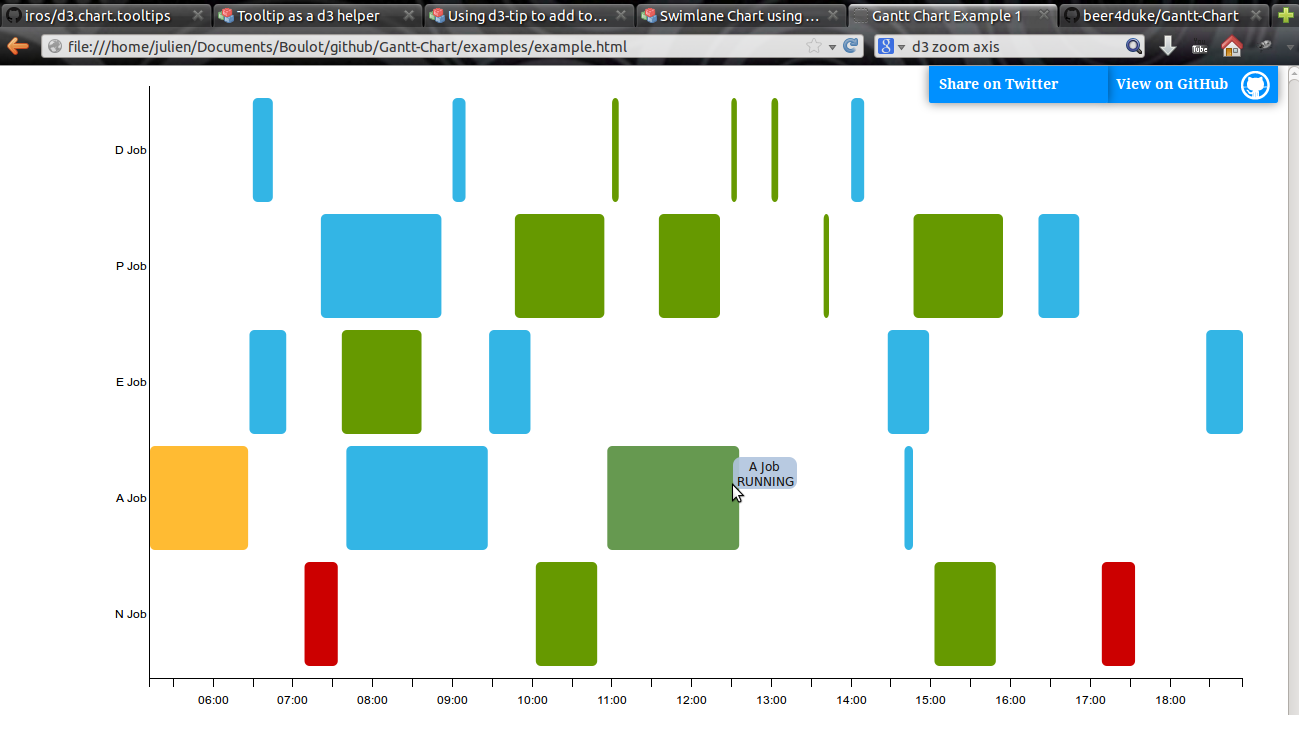 iros/d3.chart.tooltips
Tooltip as a d3 helper
Using d3-tip to add to...
Swimlane Chart using ...
Gantt Chart Example 1
beer4duke/Gantt-Chart
file:///home/julien/Documents/Boulot/github/Gantt-Chart/examples/example.html
8 d3 zoom axis
You
Tube
Share on Twitter
View on GitHub
D Job
P Job
E Job
A Job
N Job
A Job
RUNNING
06:00 07:00 08:00 09:00 10:00 11:00 12:00 13:00 14:00 15:00 16:00 17:00 18:00